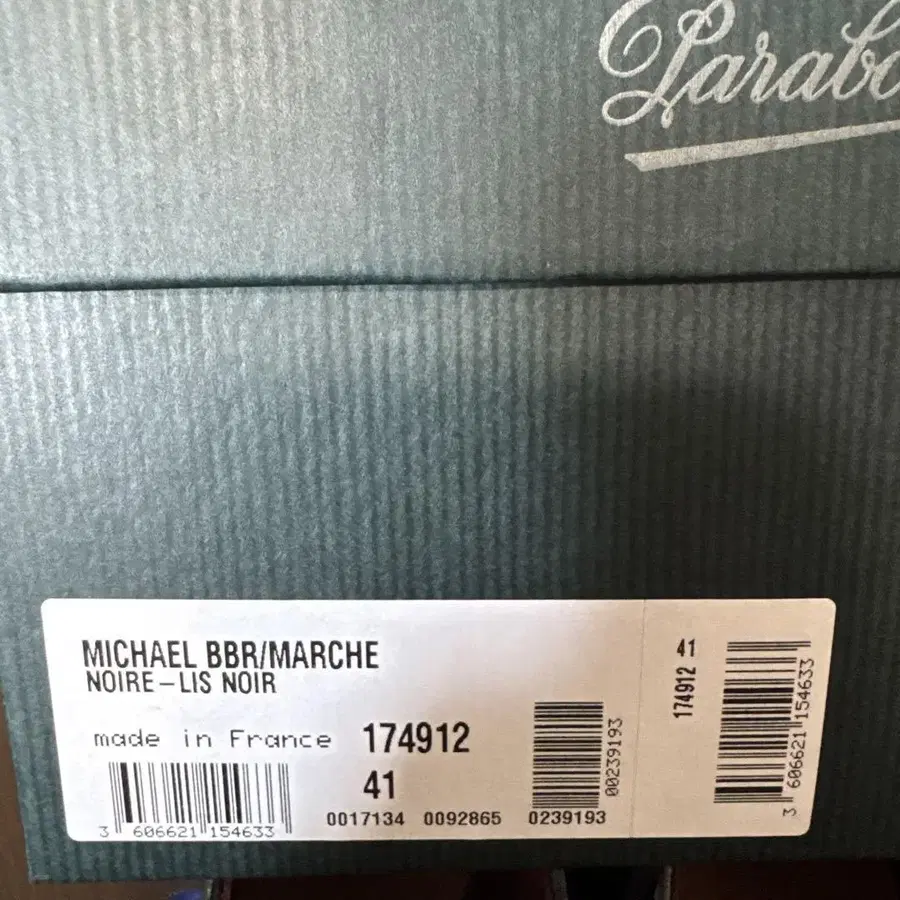 Parabo
MICHAEL BBR/MARCHE
NOIRE-LIS NOIR
made in France 174912
41
3 606621 154633
0017134 0092865 0239193
00239193
41
174912
3 606621 154633